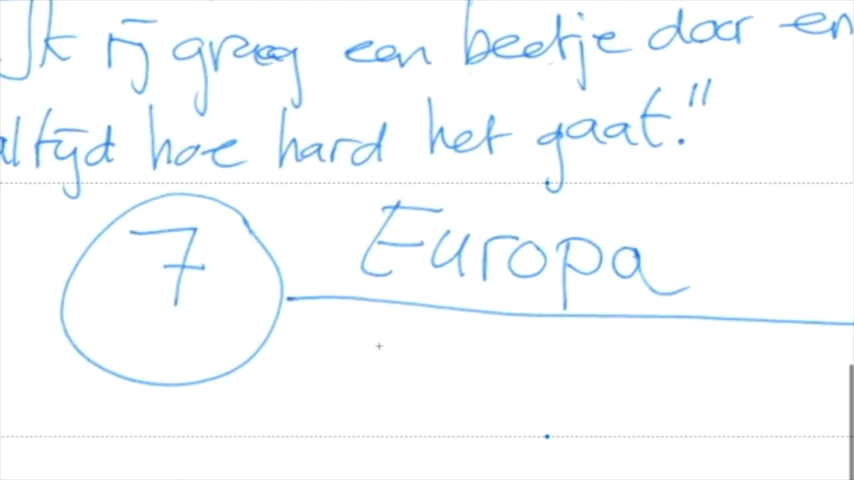 Ik rij graag een beetje door en
altijd hoe hard het gaat."
7 Europa